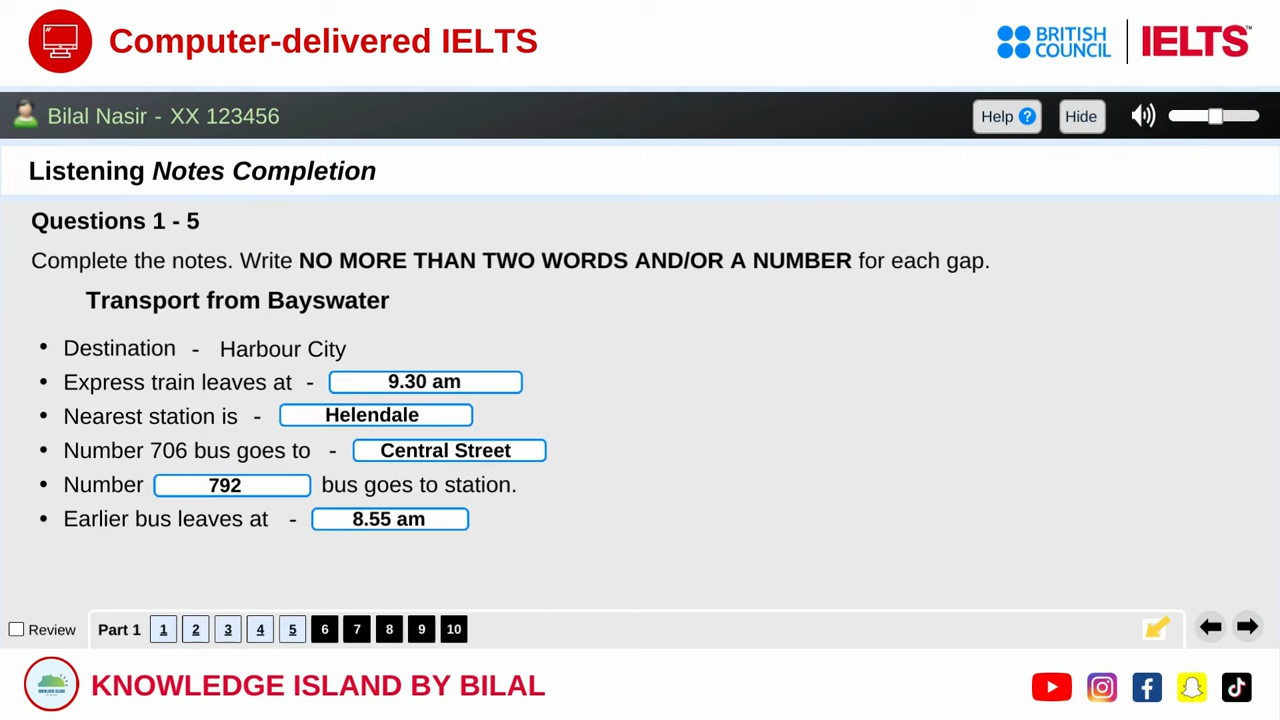 Computer-delivered IELTS
BRITISH COUNCIL
IELTS™
Bilal Nasir - XX 123456
Help ?
Hide
Listening Notes Completion
Questions 1 - 5
Complete the notes. Write NO MORE THAN TWO WORDS AND/OR A NUMBER for each gap.
Transport from Bayswater
• Destination - Harbour City
• Express train leaves at - 9.30 am
• Nearest station is - Helendale
• Number 706 bus goes to - Central Street
• Number 792 bus goes to station.
• Earlier bus leaves at - 8.55 am
Review Part 1 1 2 3 4 5 6 7 8 9 10
KNOWLEDGE ISLAND BY BILAL